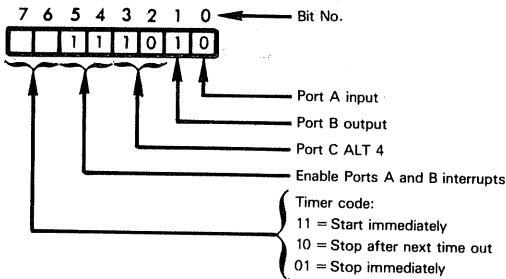 7 6 5 4 3 2 1 0 Bit No.
1 1 1 0 1 0
Port A input
Port B output
Port C ALT 4
Enable Ports A and B interrupts
Timer code:
11 = Start immediately
10 = Stop after next time out
01 = Stop immediately